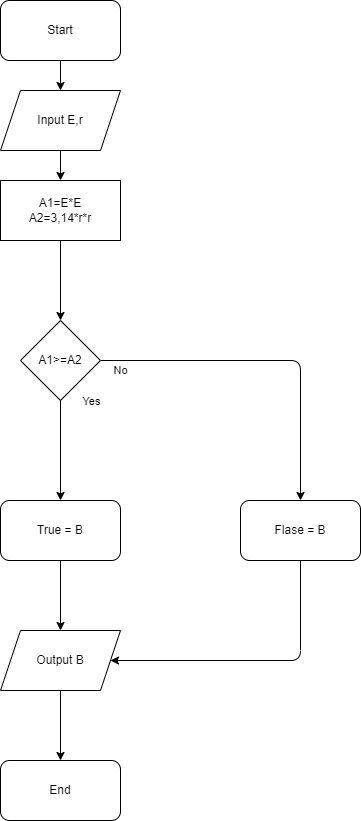 Start
Input E,r
A1=E*E
A2=3,14*r*r
A1>=A2
No
Yes
True = B
Flase = B
Output B
End